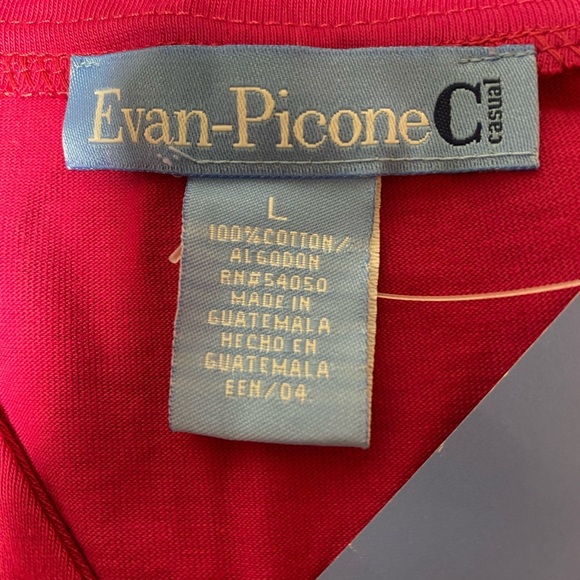 Evan-Picone C casual
L
100% COTTON/
ALGODON
RN#54050
MADE IN
GUATEMALA
HECHO EN
GUATEMALA
EEN/04.